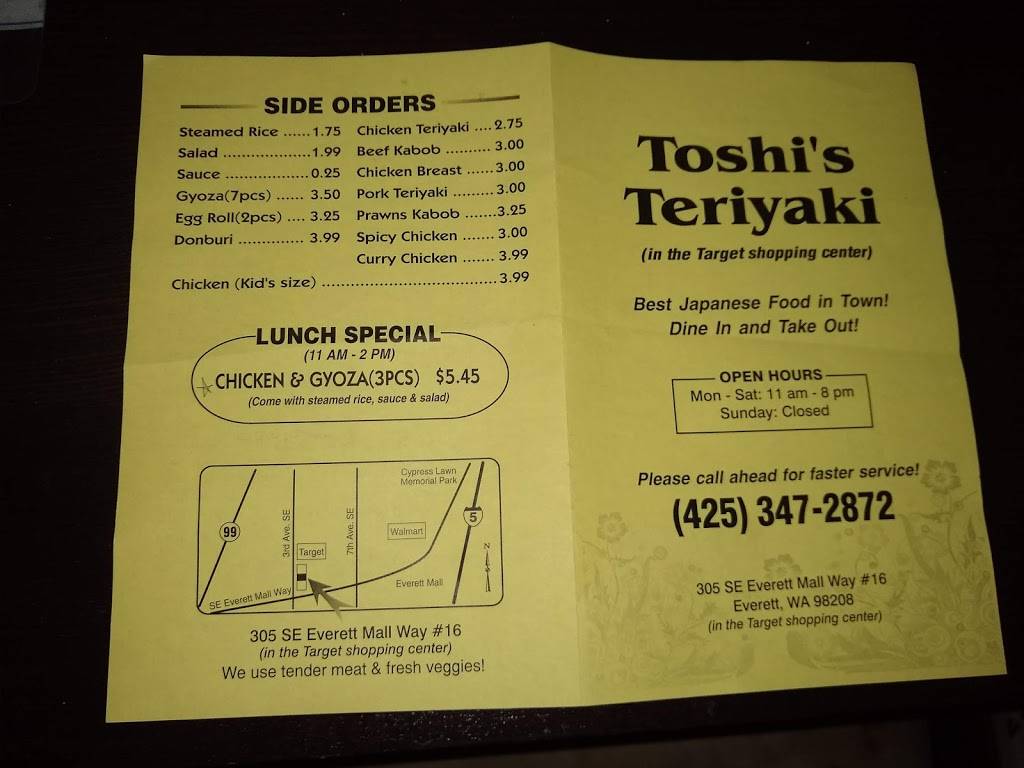 SIDE ORDERS
Steamed Rice ......1.75
Salad ...................1.99
Sauce ..................0.25
Gyoza(7pcs) ...... 3.50
Egg Roll(2pcs) .... 3.25
Donburi .............. 3.99
Chicken Teriyaki ....2.75
Beef Kabob ......... 3.00
Chicken Breast ......3.00
Pork Teriyaki ......... 3.00
Prawns Kabob .......3.25
Spicy Chicken ....... 3.00
Curry Chicken ....... 3.99
Chicken (Kid's size) ......................................3.99
LUNCH SPECIAL
(11 AM - 2 PM)
CHICKEN & GYOZA(3PCS) $5.45
(Come with steamed rice, sauce & salad)
Cypress Lawn
Memorial Park
99
3rd Ave. SE
7th Ave. SE
Walmart
5
N
Target
Everett Mall
SE Everett Mall Way
305 SE Everett Mall Way #16
(in the Target shopping center)
We use tender meat & fresh veggies!
Toshi's
Teriyaki
(in the Target shopping center)
Best Japanese Food in Town!
Dine In and Take Out!
OPEN HOURS
Mon - Sat: 11 am - 8 pm
Sunday: Closed
Please call ahead for faster service!
(425) 347-2872
305 SE Everett Mall Way #16
Everett, WA 98208
(in the Target shopping center)